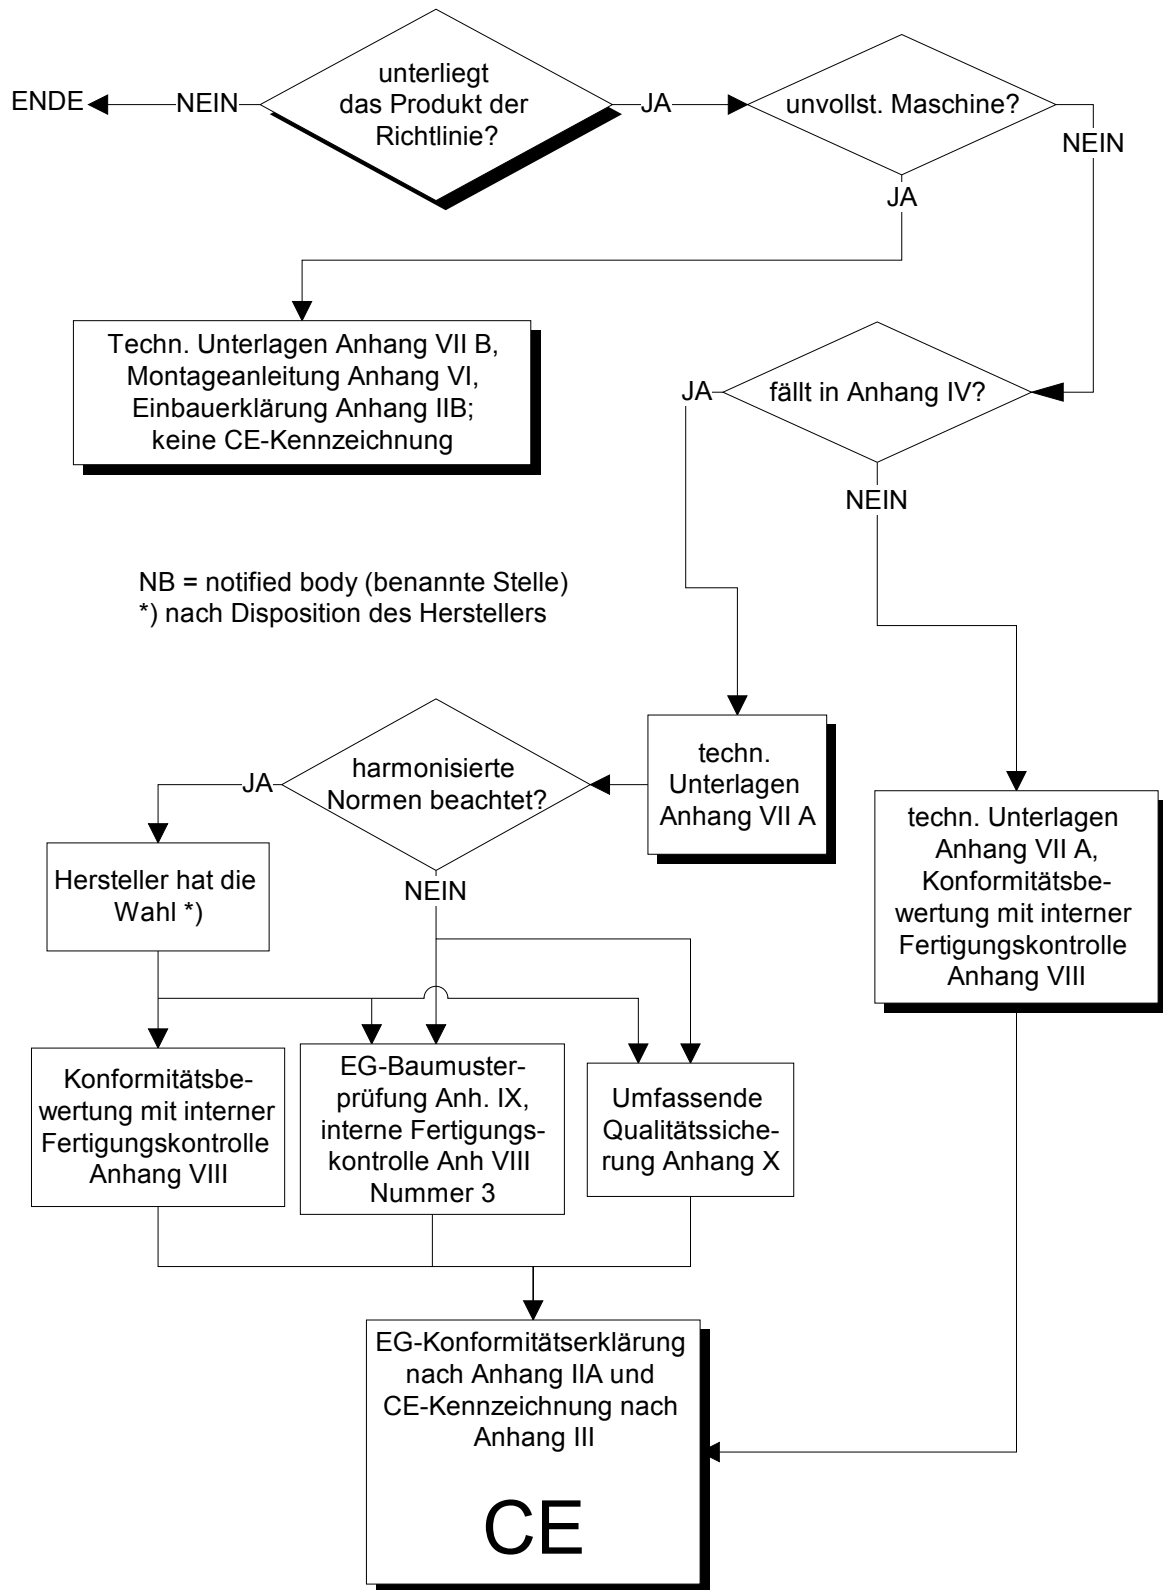 unterliegt
das Produkt der
Richtlinie?
ENDE
NEIN
JA
unvollst. Maschine?
NEIN
JA
Techn. Unterlagen Anhang VII B,
Montageanleitung Anhang VI,
Einbauerklärung Anhang IIB;
keine CE-Kennzeichnung
JA
fällt in Anhang IV?
NEIN
NB = notified body (benannte Stelle)
*) nach Disposition des Herstellers
techn.
Unterlagen
Anhang VII A
harmonisierte
Normen beachtet?
JA
NEIN
Hersteller hat die
Wahl *)
techn. Unterlagen
Anhang VII A,
Konformitätsbe-
wertung mit interner
Fertigungskontrolle
Anhang VIII
Konformitätsbe-
wertung mit interner
Fertigungskontrolle
Anhang VIII
EG-Baumuster-
prüfung Anh. IX,
interne Fertigungs-
kontrolle Anh VIII
Nummer 3
Umfassende
Qualitätssiche-
rung Anhang X
EG-Konformitätserklärung
nach Anhang IIA und
CE-Kennzeichnung nach
Anhang III
CE